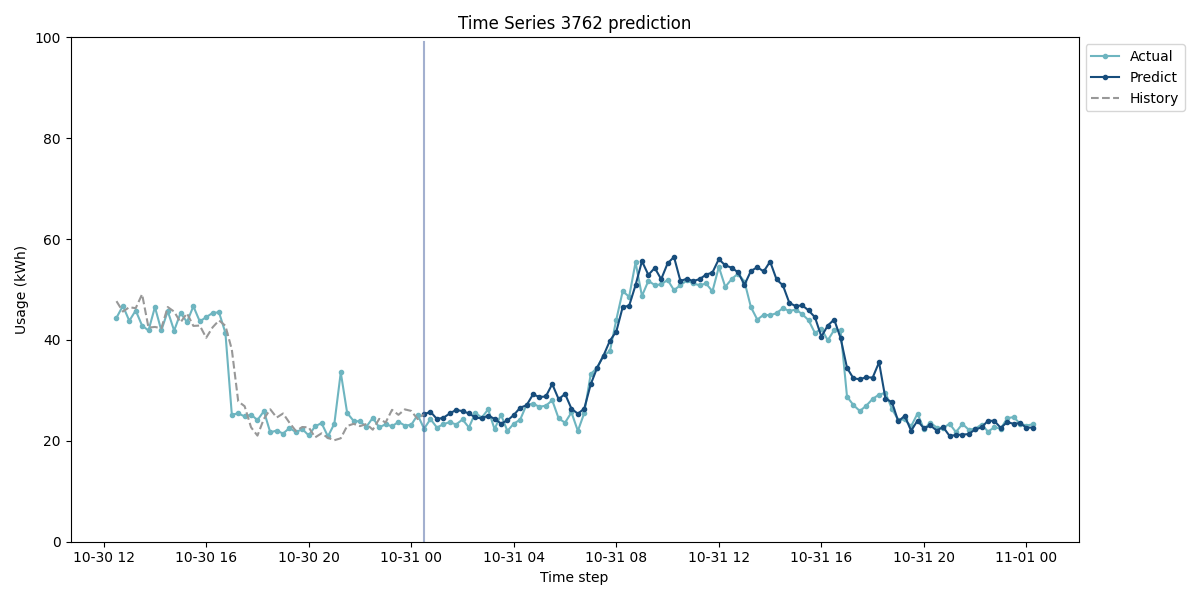 Time Series 3762 prediction
Usage (kWh)
100
80
60
40
20
0
10-30 12
10-30 16
10-30 20
10-31 00
10-31 04
10-31 08
10-31 12
10-31 16
10-31 20
11-01 00
Time step
Actual
Predict
History